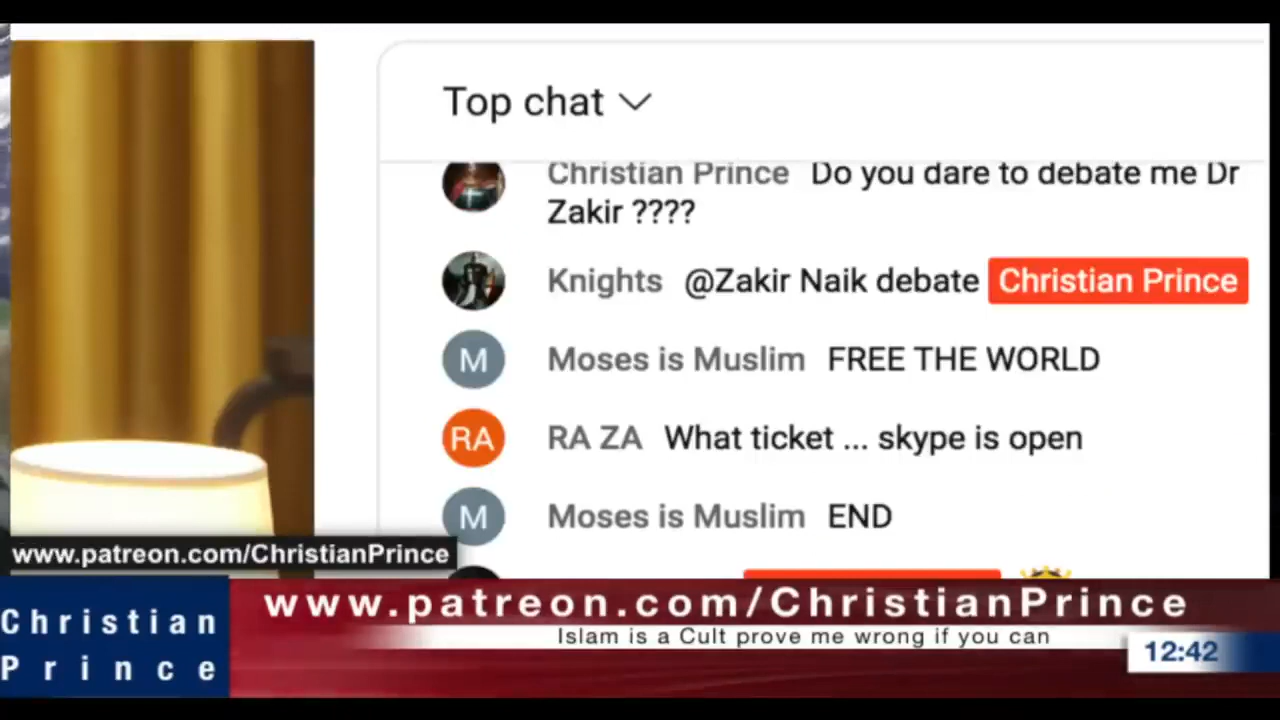 Top chat
Christian Prince Do you dare to debate me Dr
Zakir ????
Knights @Zakir Naik debate Christian Prince
M Moses is Muslim FREE THE WORLD
RA RA ZA What ticket ... skype is open
M Moses is Muslim END
www.patreon.com/ChristianPrince
Christian
Prince
www.patreon.com/ChristianPrince
Islam is a Cult prove me wrong if you can
12:42